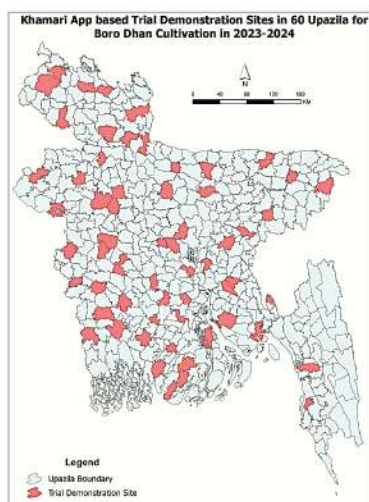 Khamari App based Trial Demonstration Sites in 60 Upazila for
Boro Dhan Cultivation in 2023-2024
N
0 40 80 120 160
KM
Legend
Upazila Boundary
Trial Demonstration Site